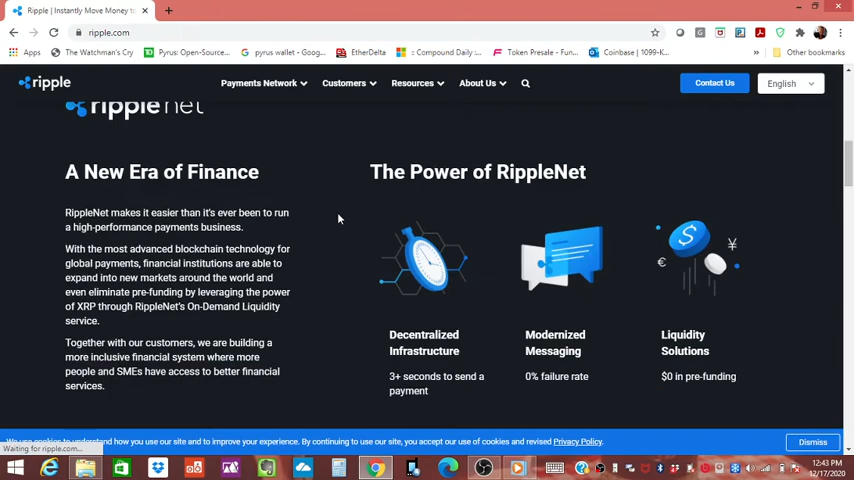 Ripple | Instantly Move Money to
ripple.com
Apps
The Watchman's Cry
Pyrus: Open-Source...
pyrus wallet - Goog...
EtherDelta
:: Compound Daily :...
Token Presale - Fun...
Coinbase | 1099-K...
»
Other bookmarks
ripple
Payments Network
Customers
Resources
About Us
Contact Us
English
ripplenet
A New Era of Finance
The Power of RippleNet
RippleNet makes it easier than it's ever been to run
a high-performance payments business.
With the most advanced blockchain technology for
global payments, financial institutions are able to
expand into new markets around the world and
even eliminate pre-funding by leveraging the power
of XRP through RippleNet's On-Demand Liquidity
service.
Together with our customers, we are building a
more inclusive financial system where more
people and SMEs have access to better financial
services.
$
¥
€
Decentralized
Infrastructure
3+ seconds to send a
payment
Modernized
Messaging
0% failure rate
Liquidity
Solutions
$0 in pre-funding
We use cookies to understand how you use our site and to improve your experience. By continuing to use our site, you accept our use of cookies and revised Privacy Policy.
Dismiss
Waiting for ripple.com...
12:43 PM
12/17/2020